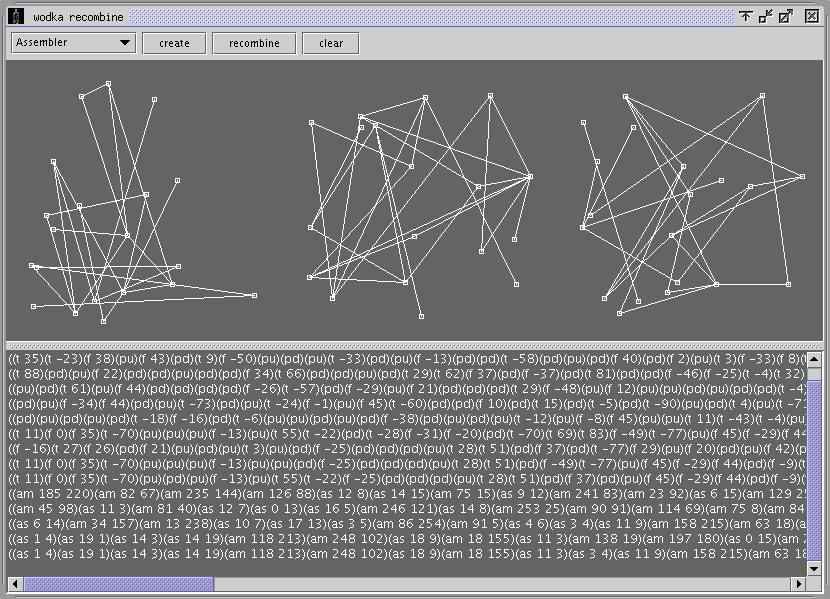 wodka recombine
Assembler create recombine clear
((t 35)(t -23)(f 38)(pu)(f 43)(pd)(t 9)(f -50)(pu)(pd)(pu)(t -33)(pd)(pu)(f -13)(pd)(pd)(t -58)(pd)(pu)(pd)(f 40)(pd)(f 2)(pu)(t 3)(f -33)(f 8)(t
((t 88)(pd)(pu)(f 22)(pd)(pu)(pd)(pd)(f 34)(t 66)(pd)(pd)(pu)(t 29)(t 62)(f 37)(pd)(f -37)(pd)(t 81)(pd)(pd)(f -46)(f -25)(t -4)(t 32)
((pu)(pd)(t 61)(pu)(f 44)(pd)(pd)(pd)(pd)(f -26)(t -57)(pd)(f -29)(pu)(f 21)(pd)(pd)(t 29)(f -48)(pu)(f 12)(pu)(pd)(pu)(pd)(pd)(t -4
((pd)(pu)(f -34)(f 44)(pd)(pu)(t -73)(pd)(pu)(t -24)(f -1)(pu)(f 45)(t -60)(pd)(pd)(f 10)(t 15)(pd)(t -5)(pd)(t -90)(pu)(pd)(t 4)(pu)(t -7
((pd)(pu)(pd)(pu)(t -18)(f -16)(pd)(t -6)(pu)(pd)(pu)(pd)(pd)(f -38)(pd)(pu)(pd)(pu)(t -12)(pu)(f -8)(f 45)(pu)(pu)(t 11)(f -43)(t -4)(pu
((t 11)(f 0)(f 35)(t -70)(pu)(pu)(pu)(f -13)(pu)(t 55)(t -22)(pd)(t -28)(f -31)(f -20)(pd)(t -70)(t 69)(t 83)(f -49)(t -77)(pu)(f 45)(f -29)(f 44
((f -16)(t 27)(f 26)(pd)(f 21)(pu)(pd)(pu)(t 3)(pu)(f -25)(pd)(pd)(pd)(pu)(t 28)(t 51)(pd)(f 37)(pd)(t -77)(f 29)(pu)(f 20)(pu)(pd)(f 42)(p
((t 11)(f 0)(f 35)(t -70)(pu)(pu)(f -13)(pu)(pu)(pd)(f -25)(pd)(pd)(pd)(pu)(t 28)(t 51)(pd)(f -49)(t -77)(pu)(f 45)(f -29)(f 44)(pd)(f -9)(t
((t 11)(f 0)(f 35)(t -70)(pu)(pu)(pu)(f -13)(pu)(t 55)(t -22)(f -25)(pd)(pd)(pu)(t 28)(t 51)(pd)(f 37)(pd)(pu)(f 45)(f -29)(f 44)(pd)(f -9)(
((am 185 220)(am 82 67)(am 235 144)(am 126 88)(as 12 8)(as 14 15)(am 75 15)(as 9 12)(am 241 83)(am 23 92)(as 6 15)(am 129 2
((am 45 98)(as 11 3)(am 81 40)(as 12 7)(as 0 13)(as 16 5)(am 246 121)(as 14 8)(am 253 25)(am 90 91)(am 114 69)(am 75 8)(am 84
((as 6 14)(am 34 157)(am 13 238)(as 10 7)(as 17 13)(as 3 5)(am 86 254)(am 91 5)(as 4 6)(as 3 4)(as 11 9)(am 158 215)(am 63 18)(a
((as 1 4)(as 19 1)(as 14 3)(as 14 19)(am 118 213)(am 248 102)(as 18 9)(am 18 155)(as 11 3)(am 138 19)(am 197 180)(as 0 15)(am
((as 1 4)(as 19 1)(as 14 3)(as 14 19)(am 118 213)(am 248 102)(as 18 9)(am 18 155)(as 11 3)(as 3 4)(as 11 9)(am 158 215)(am 63 18